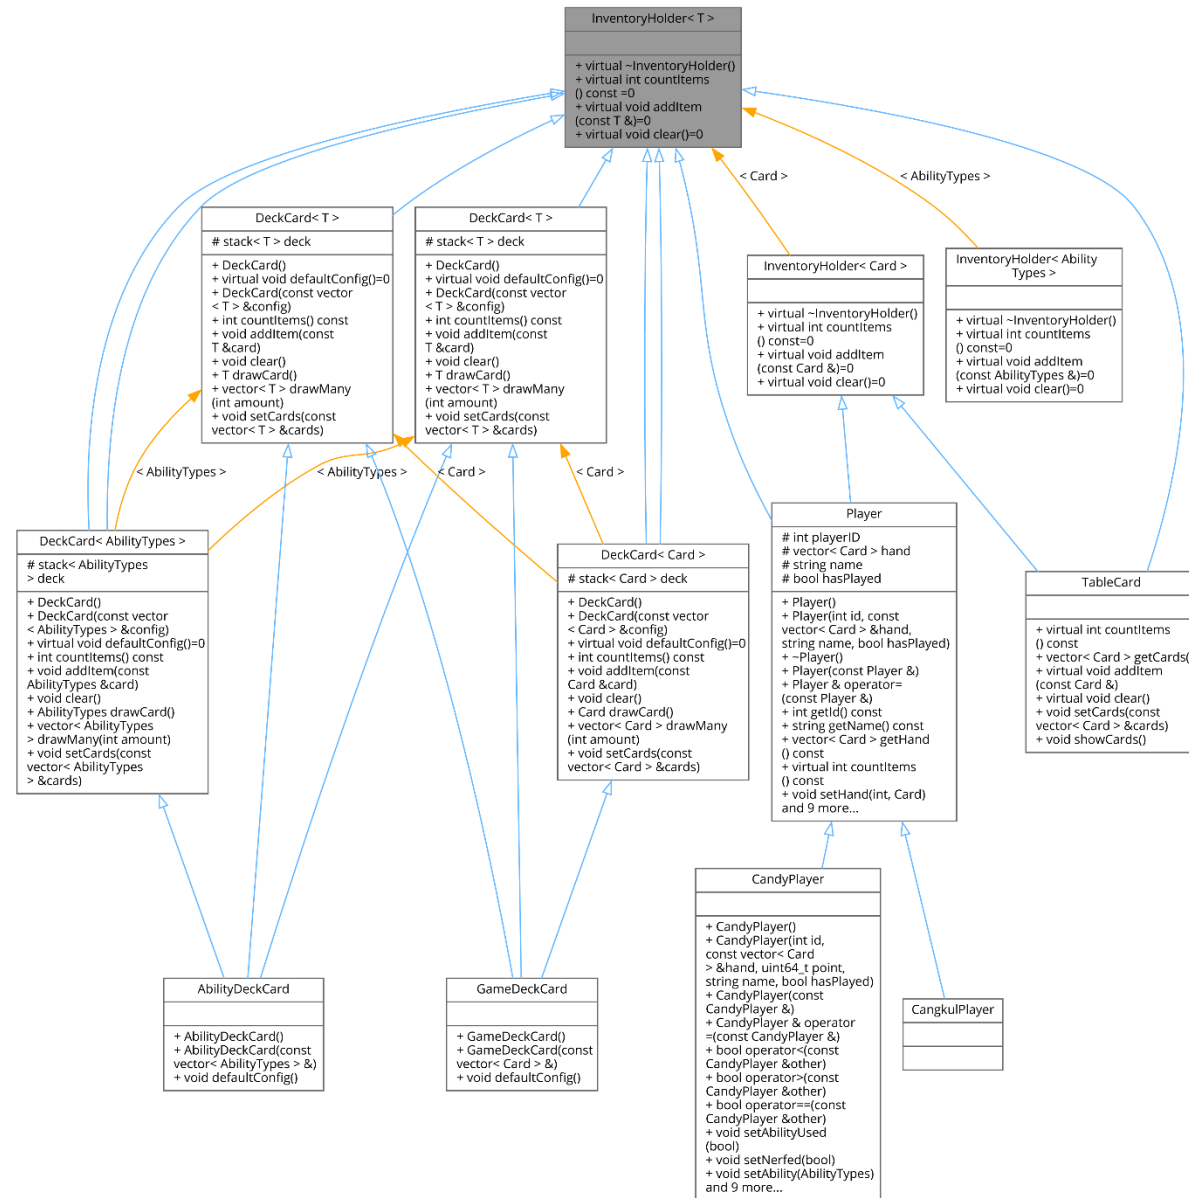 InventoryHolder< T >
+ virtual ~InventoryHolder()
+ virtual int countItems
() const =0
+ virtual void addItem
(const T &)=0
+ virtual void clear()=0
< Card >
< AbilityTypes >
DeckCard< T >
# stack< T > deck
+ DeckCard()
+ virtual void defaultConfig()=0
+ DeckCard(const vector
< T > &config)
+ int countItems() const
+ void addItem(const
T &card)
+ void clear()
+ T drawCard()
+ vector< T > drawMany
(int amount)
+ void setCards(const
vector< T > &cards)
DeckCard< T >
# stack< T > deck
+ DeckCard()
+ virtual void defaultConfig()=0
+ DeckCard(const vector
< T > &config)
+ int countItems() const
+ void addItem(const
T &card)
+ void clear()
+ T drawCard()
+ vector< T > drawMany
(int amount)
+ void setCards(const
vector< T > &cards)
InventoryHolder< Card >
+ virtual ~InventoryHolder()
+ virtual int countItems
() const=0
+ virtual void addItem
(const Card &)=0
+ virtual void clear()=0
InventoryHolder< Ability
Types >
+ virtual ~InventoryHolder()
+ virtual int countItems
() const=0
+ virtual void addItem
(const AbilityTypes &)=0
+ virtual void clear()=0
< AbilityTypes >
< AbilityTypes >
< Card >
< Card >
DeckCard< AbilityTypes >
# stack< AbilityTypes
> deck
+ DeckCard()
+ DeckCard(const vector
< AbilityTypes > &config)
+ virtual void defaultConfig()=0
+ int countItems() const
+ void addItem(const
AbilityTypes &card)
+ void clear()
+ AbilityTypes drawCard()
+ vector< AbilityTypes
> drawMany(int amount)
+ void setCards(const
vector< AbilityTypes
> &cards)
DeckCard< Card >
# stack< Card > deck
+ DeckCard()
+ DeckCard(const vector
< Card > &config)
+ virtual void defaultConfig()=0
+ int countItems() const
+ void addItem(const
Card &card)
+ void clear()
+ Card drawCard()
+ vector< Card > drawMany
(int amount)
+ void setCards(const
vector< Card > &cards)
Player
# int playerID
# vector< Card > hand
# string name
# bool hasPlayed
+ Player()
+ Player(int id, const
vector< Card > &hand,
string name, bool hasPlayed)
+ ~Player()
+ Player(const Player &)
+ Player & operator=
(const Player &)
+ int getId() const
+ string getName() const
+ vector< Card > getHand
() const
+ virtual int countItems
() const
+ void setHand(int, Card)
and 9 more...
TableCard
+ virtual int countItems
() const
+ vector< Card > getCards(
+ virtual void addItem
(const Card &)
+ virtual void clear()
+ void setCards(const
vector< Card > &cards)
+ void showCards()
AbilityDeckCard
+ AbilityDeckCard()
+ AbilityDeckCard(const
vector< AbilityTypes > &)
+ void defaultConfig()
GameDeckCard
+ GameDeckCard()
+ GameDeckCard(const
vector< Card > &)
+ void defaultConfig()
CandyPlayer
+ CandyPlayer()
+ CandyPlayer(int id,
const vector< Card
> &hand, uint64_t point,
string name, bool hasPlayed)
+ CandyPlayer(const
CandyPlayer &)
+ CandyPlayer & operator
=(const CandyPlayer &)
+ bool operator<(const
CandyPlayer &other)
+ bool operator>(const
CandyPlayer &other)
+ bool operator==(const
CandyPlayer &other)
+ void setAbilityUsed
(bool)
+ void setNerfed(bool)
+ void setAbility(AbilityTypes)
and 9 more...
CangkulPlayer